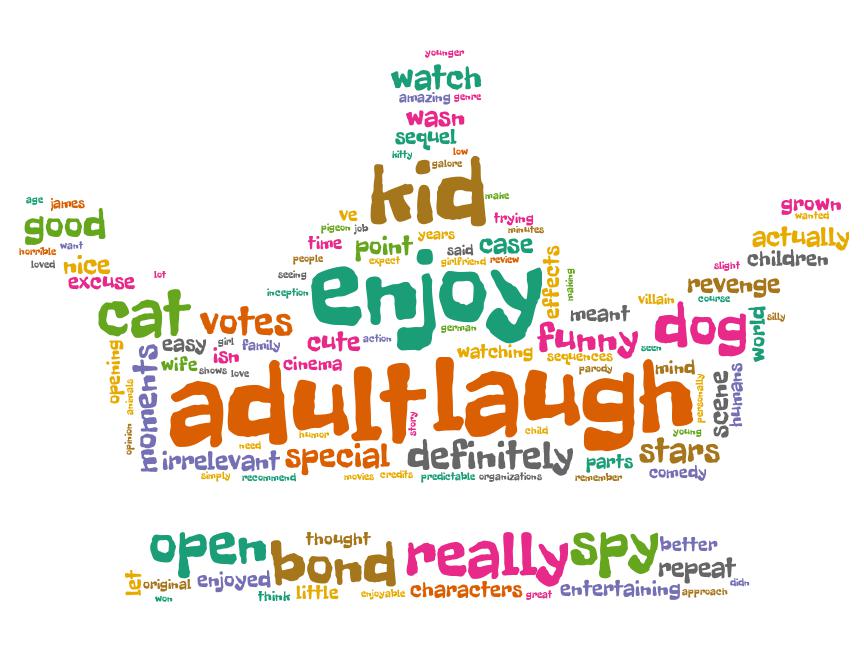 younger
watch
amazing genre
wasn
sequel
kitty low
galore
kid make
age james
good
horrible want
loved nice
excuse lot
grown
wanted
actually
children
slight
revenge
course
ve trying
pigeon job minutes
time point years said case
people expect girlfriend review
seeing
inception
enjoy
effects
making
german
villain
meant
cat votes
funny dog
world
silly
seen
easy girl family
isn
wife shows love
cute action
cinema
watching sequences
parody
mind
opening
animals
opinion
moments
adult laugh
story
personally
scene
humans
young
child
humor
need
irrelevant special definitely parts stars
simply recommend movies credits predictable organizations remember comedy
open thought bond really spy better
repeat
let original enjoyed
won think little enjoyable characters great entertaining approach didn